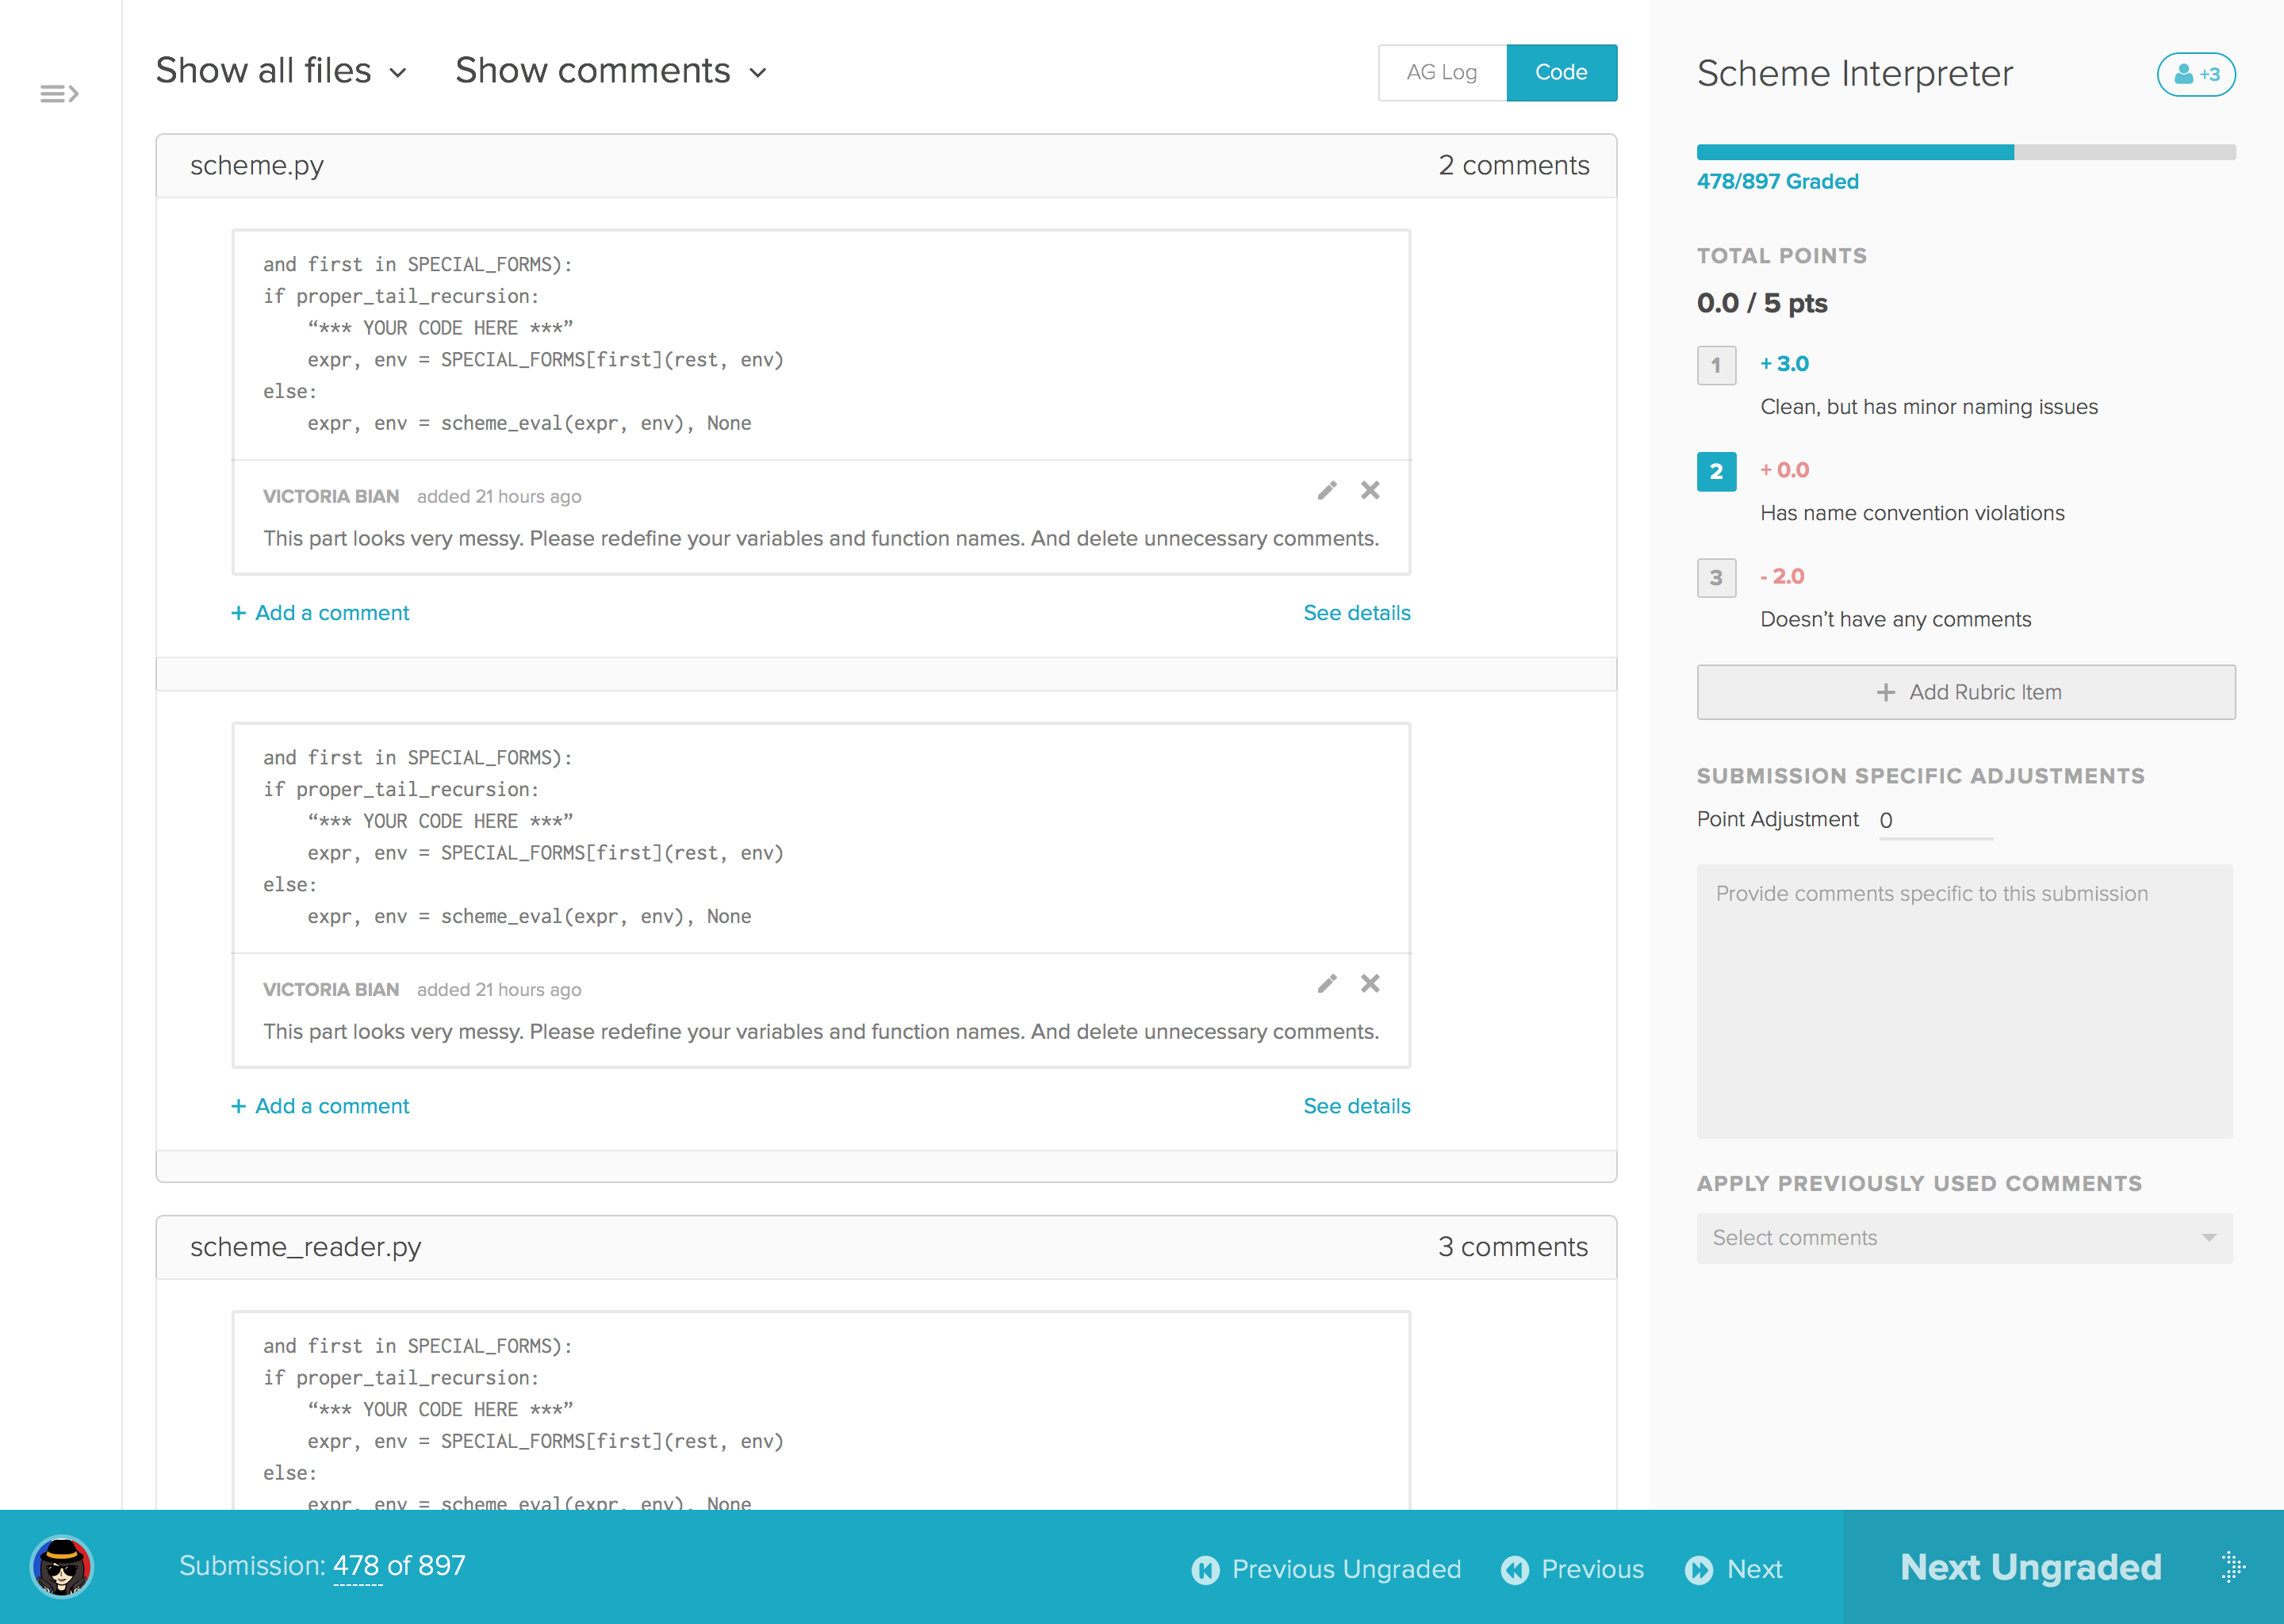 Show all files
Show comments
AG Log
Code
scheme.py
2 comments
and first in SPECIAL_FORMS):
if proper_tail_recursion:
“*** YOUR CODE HERE ***”
expr, env = SPECIAL_FORMS[first](rest, env)
else:
expr, env = scheme_eval(expr, env), None
VICTORIA BIAN added 21 hours ago
This part looks very messy. Please redefine your variables and function names. And delete unnecessary comments.
+ Add a comment
See details
and first in SPECIAL_FORMS):
if proper_tail_recursion:
“*** YOUR CODE HERE ***”
expr, env = SPECIAL_FORMS[first](rest, env)
else:
expr, env = scheme_eval(expr, env), None
VICTORIA BIAN added 21 hours ago
This part looks very messy. Please redefine your variables and function names. And delete unnecessary comments.
+ Add a comment
See details
scheme_reader.py
3 comments
and first in SPECIAL_FORMS):
if proper_tail_recursion:
“*** YOUR CODE HERE ***”
expr, env = SPECIAL_FORMS[first](rest, env)
else:
expr, env = scheme_eval(expr, env), None
Scheme Interpreter
+3
478/897 Graded
TOTAL POINTS
0.0 / 5 pts
1
+ 3.0
Clean, but has minor naming issues
2
+ 0.0
Has name convention violations
3
- 2.0
Doesn’t have any comments
+ Add Rubric Item
SUBMISSION SPECIFIC ADJUSTMENTS
Point Adjustment 0
Provide comments specific to this submission
APPLY PREVIOUSLY USED COMMENTS
Select comments
Submission: 478 of 897
Previous Ungraded
Previous
Next
Next Ungraded